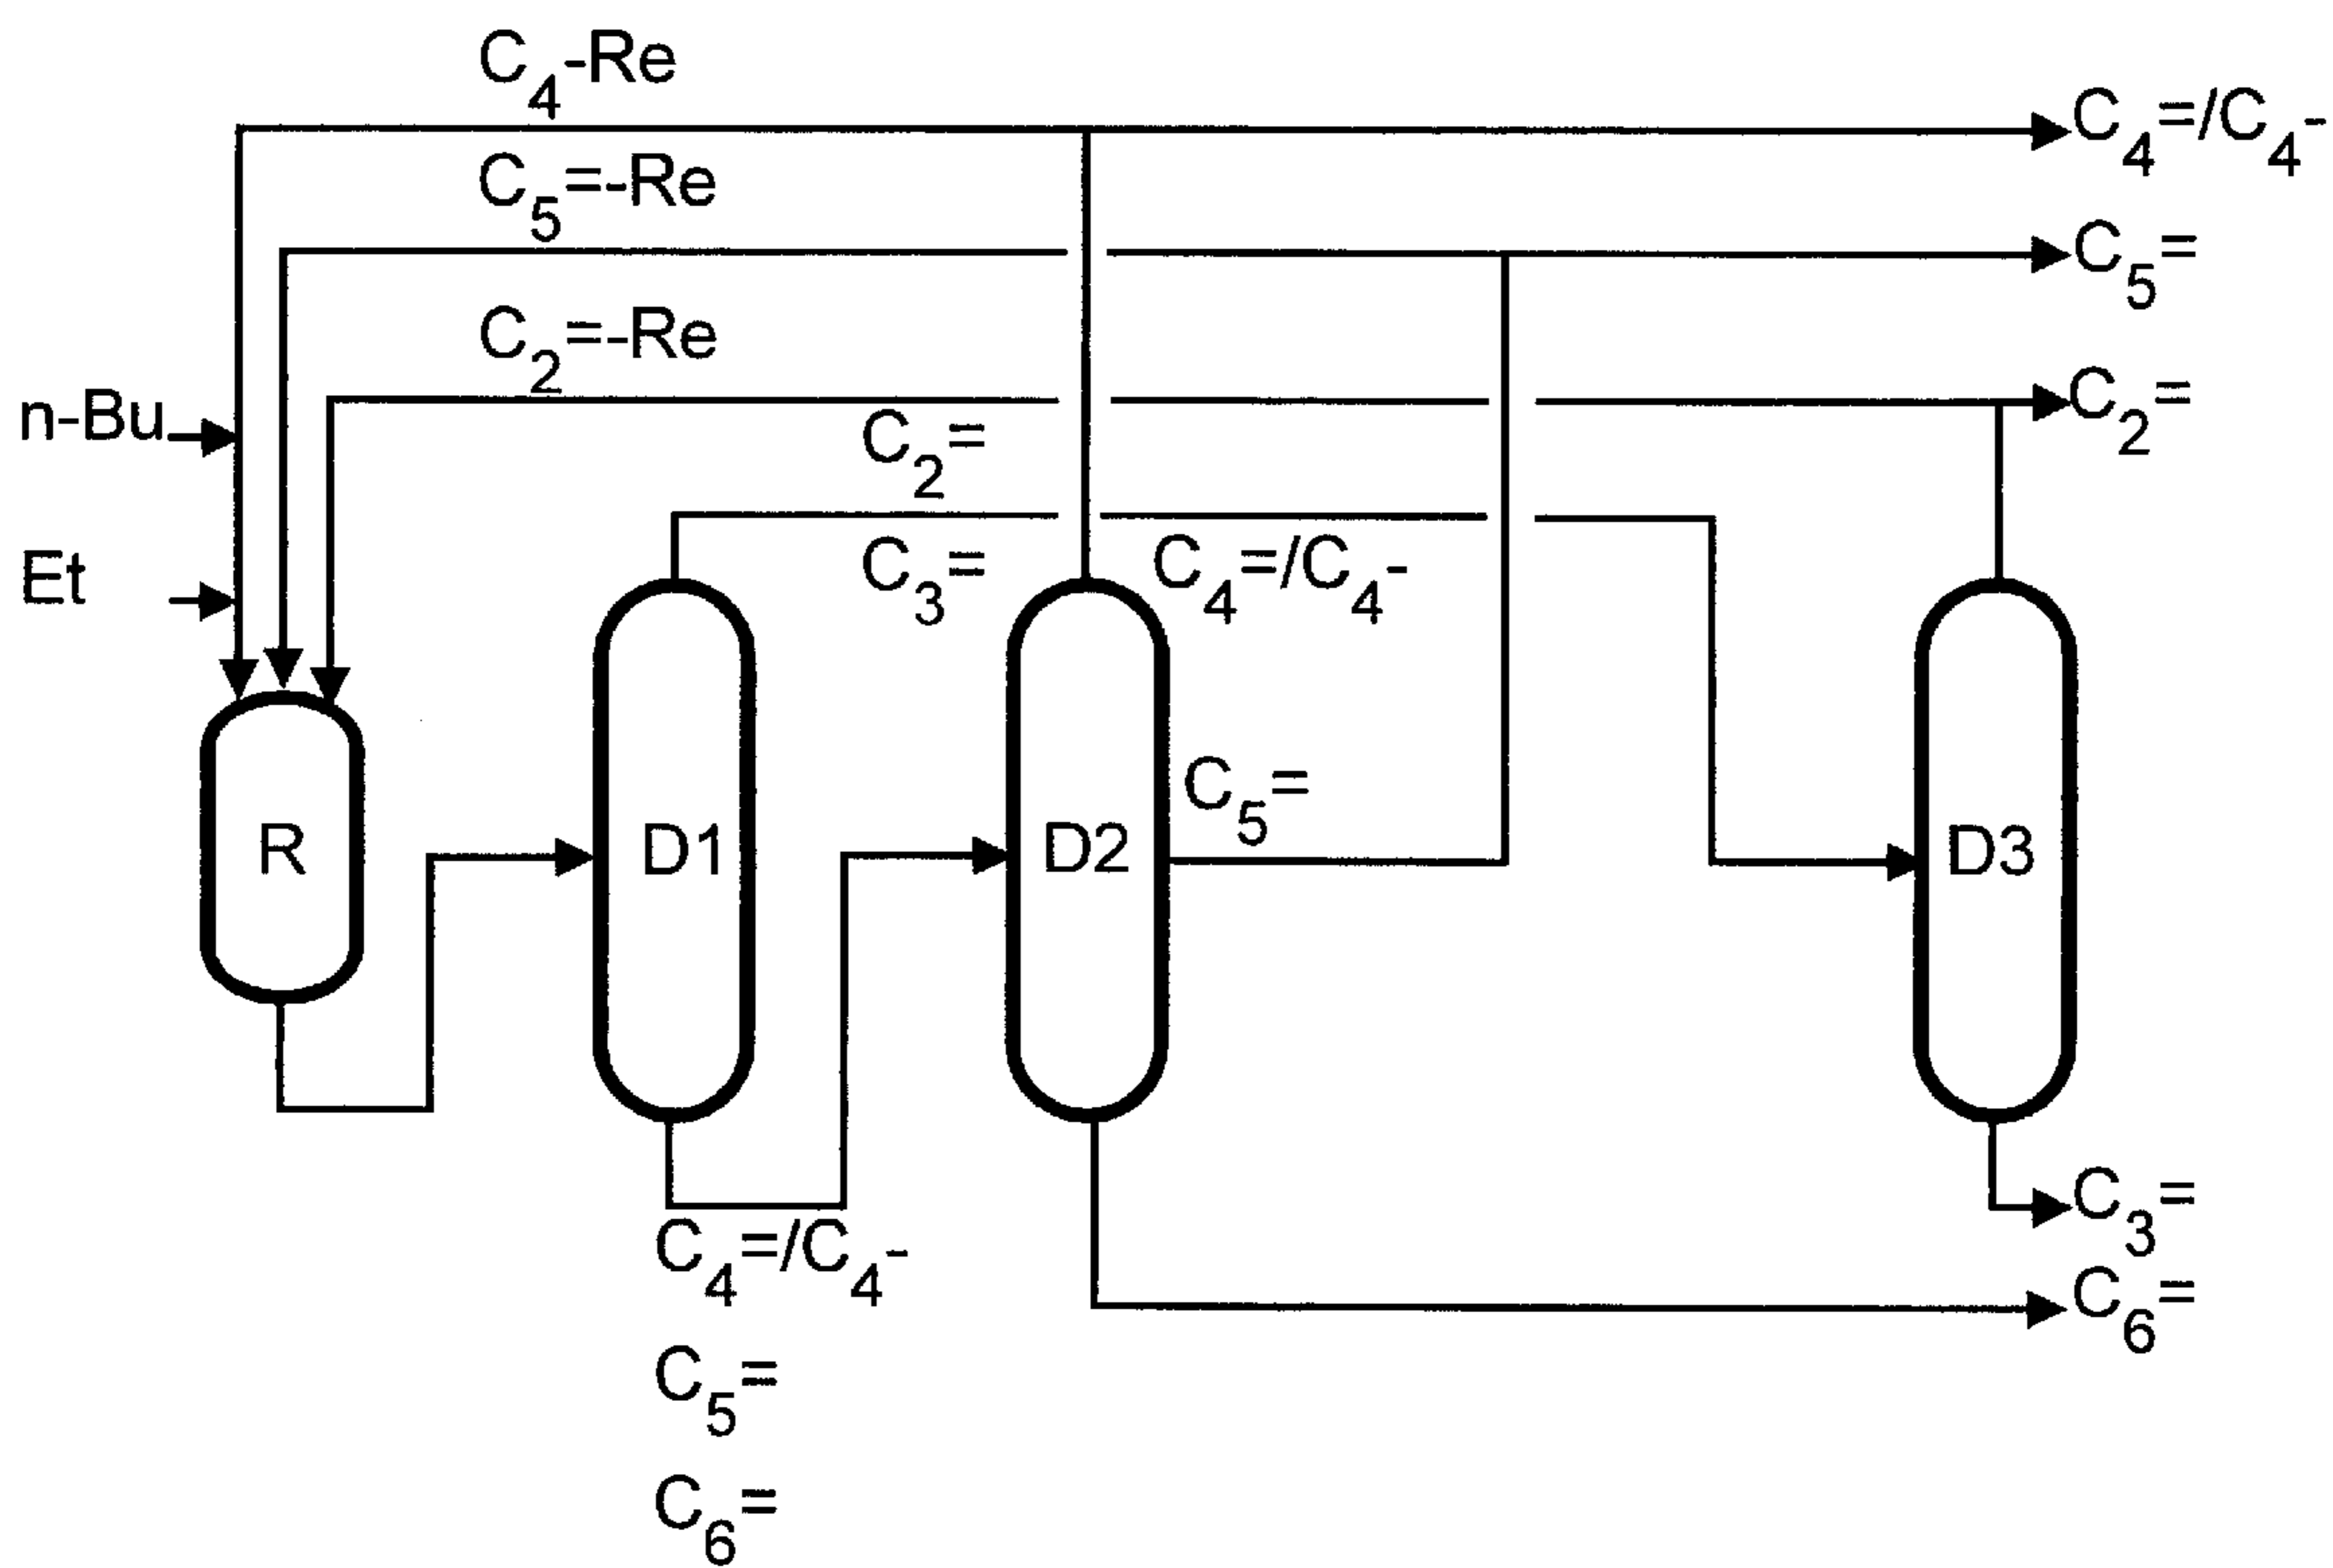 C4-Re
C4=/C4-
C5=-Re
C5=
C2=-Re
C2=
n-Bu
C2=
Et
C3=
C4=/C4-
C5=
R
D1
D2
D3
C3=
C4=/C4-
C6=
C5=
C6=